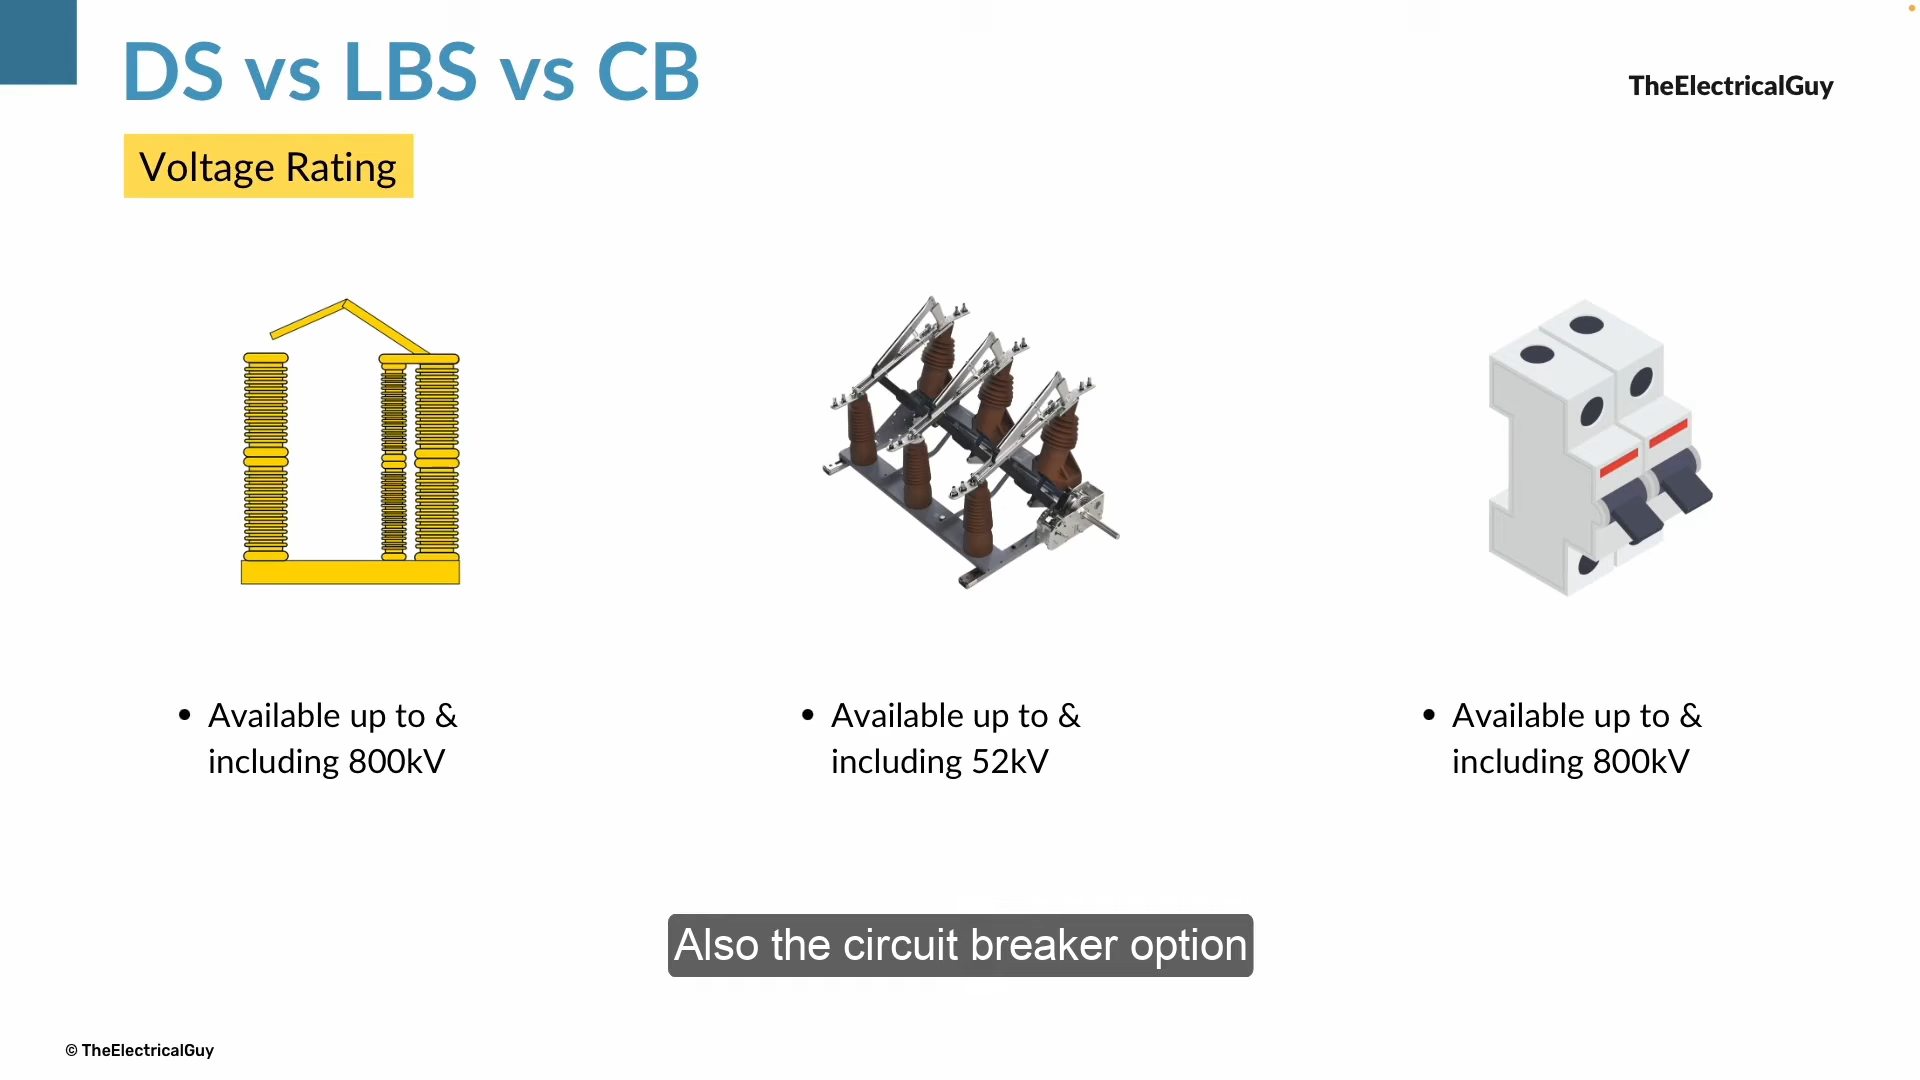 DS vs LBS vs CB
TheElectricalGuy
Voltage Rating
• Available up to &
including 800kV
• Available up to &
including 52kV
• Available up to &
including 800kV
Also the circuit breaker option
© TheElectricalGuy